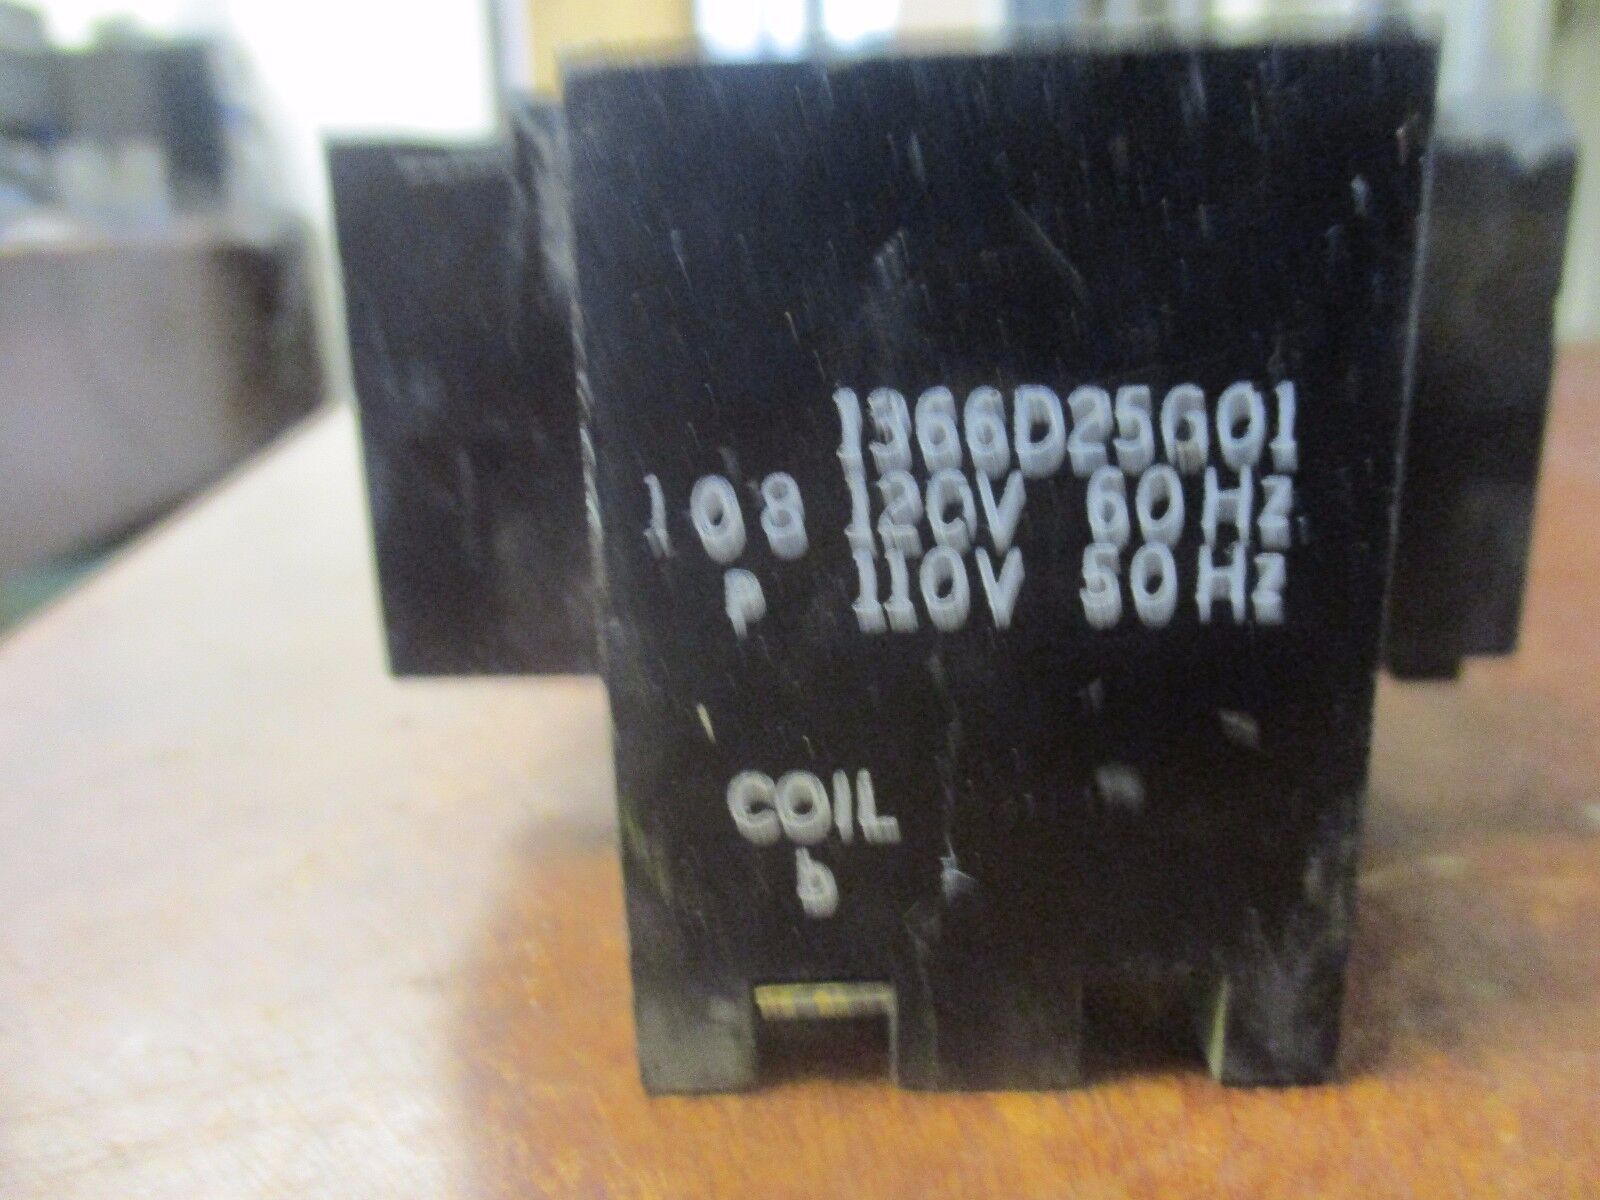 1366D25G01
108 120V 60Hz
P 110V 50Hz
COIL
b